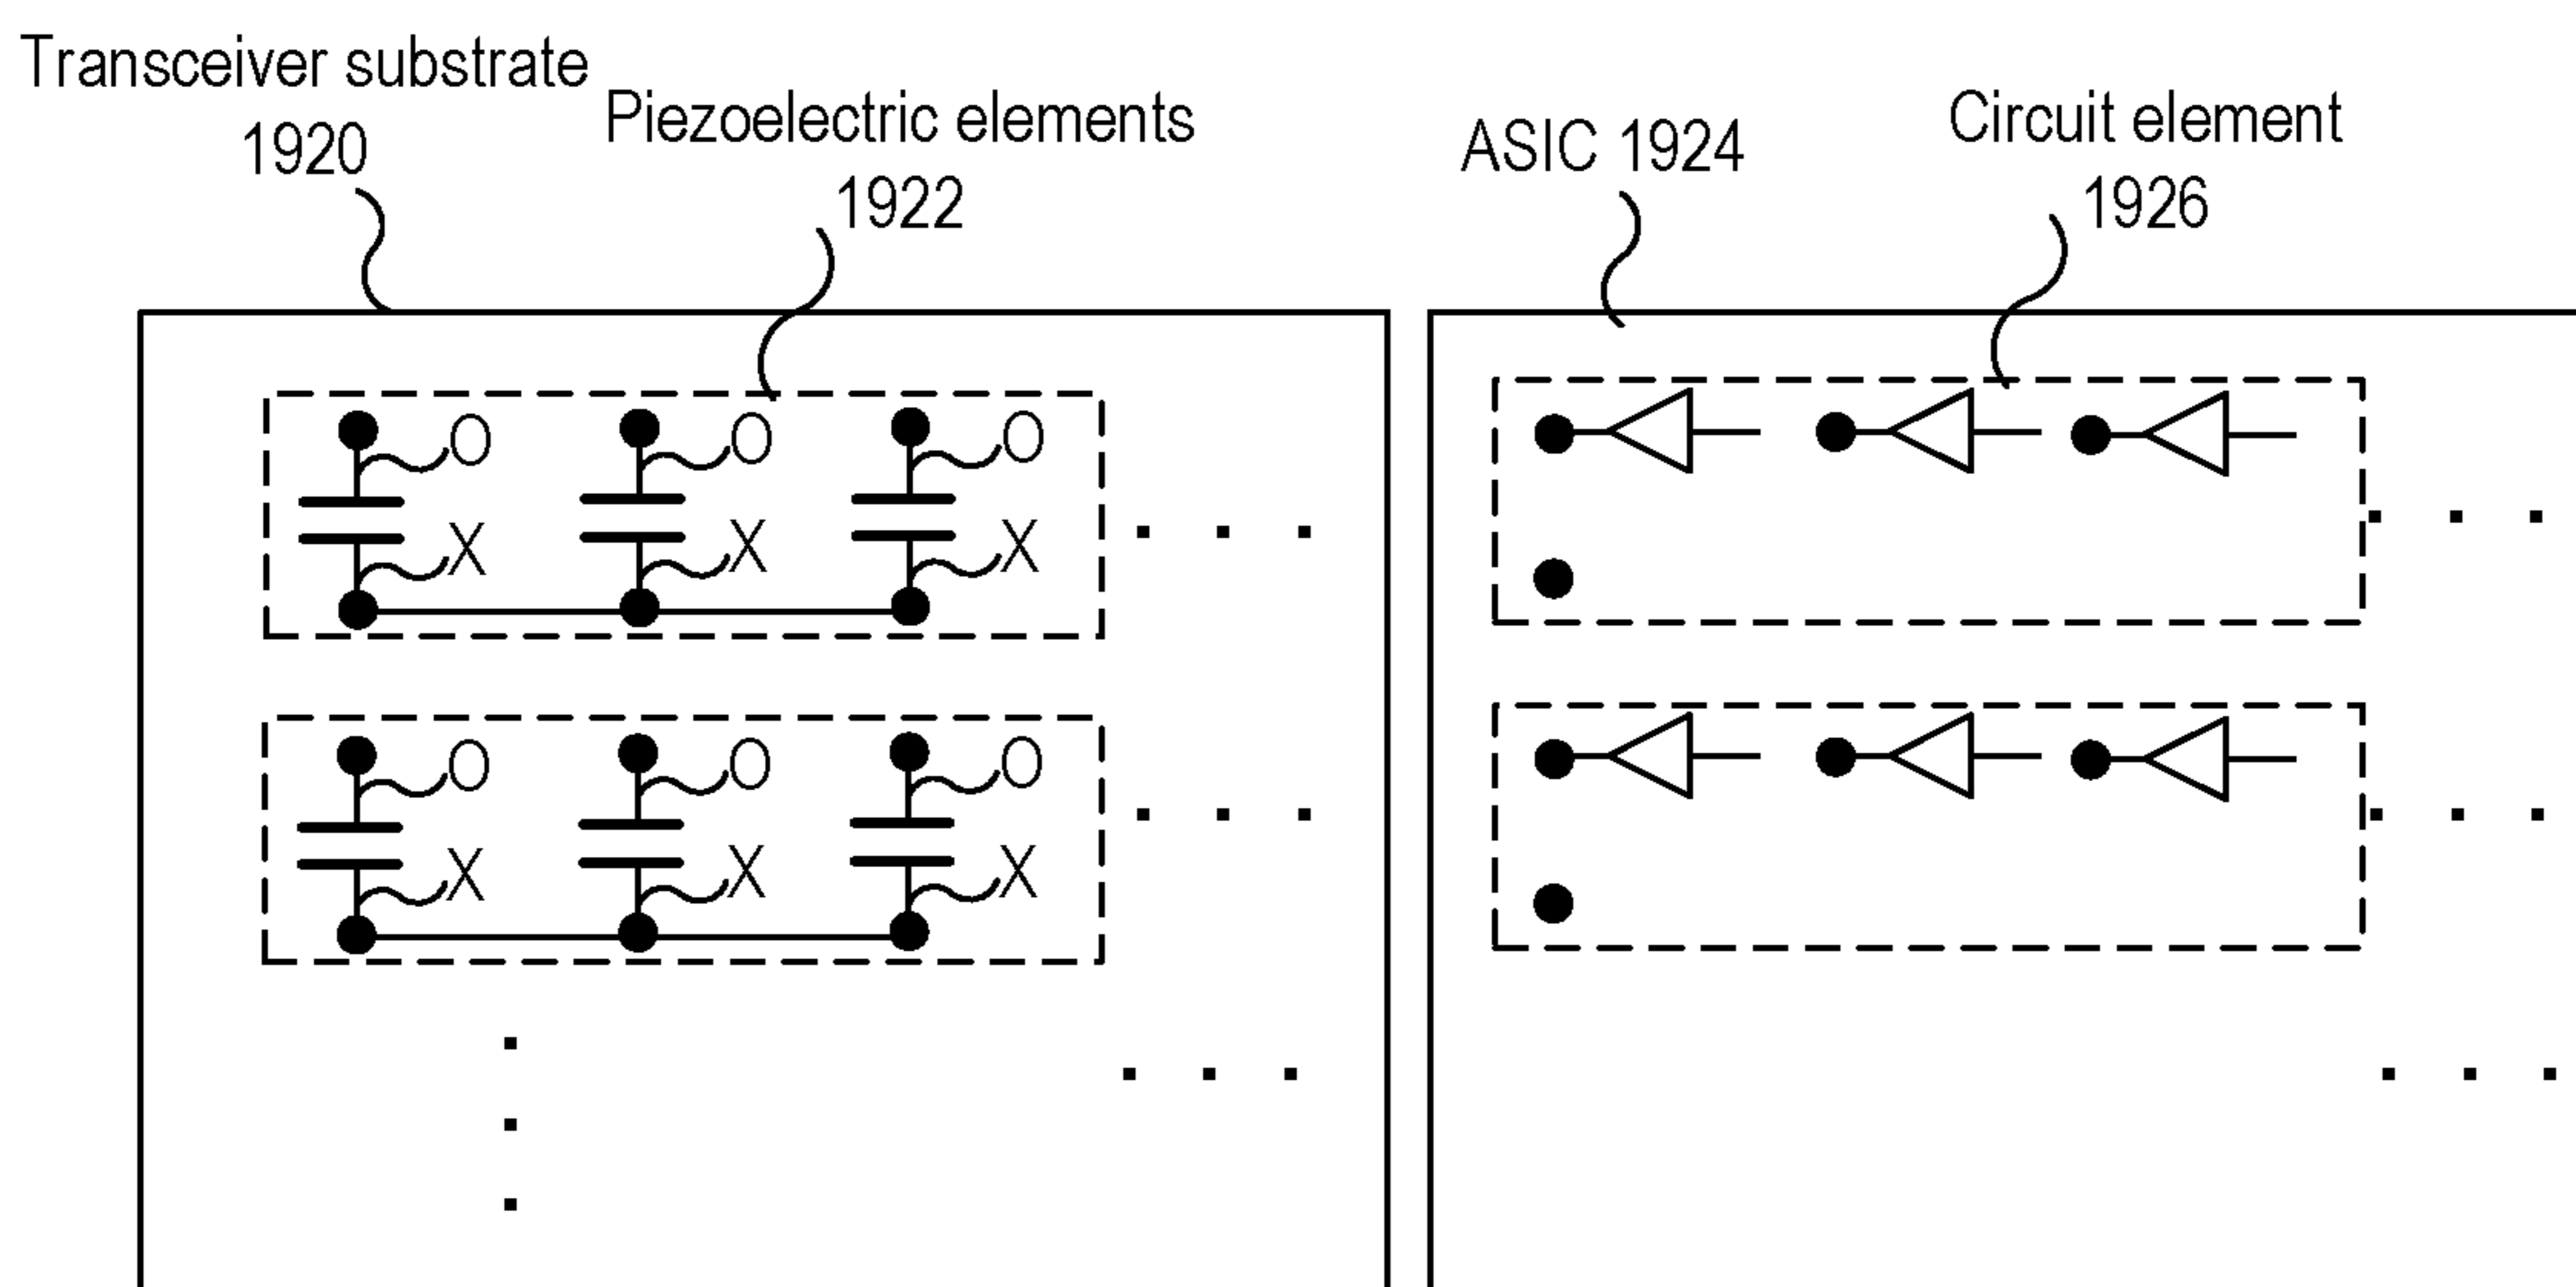 Transceiver substrate
1920
Piezoelectric elements
1922
ASIC 1924
Circuit element
1926
O O O
X X X
O O O
X X X